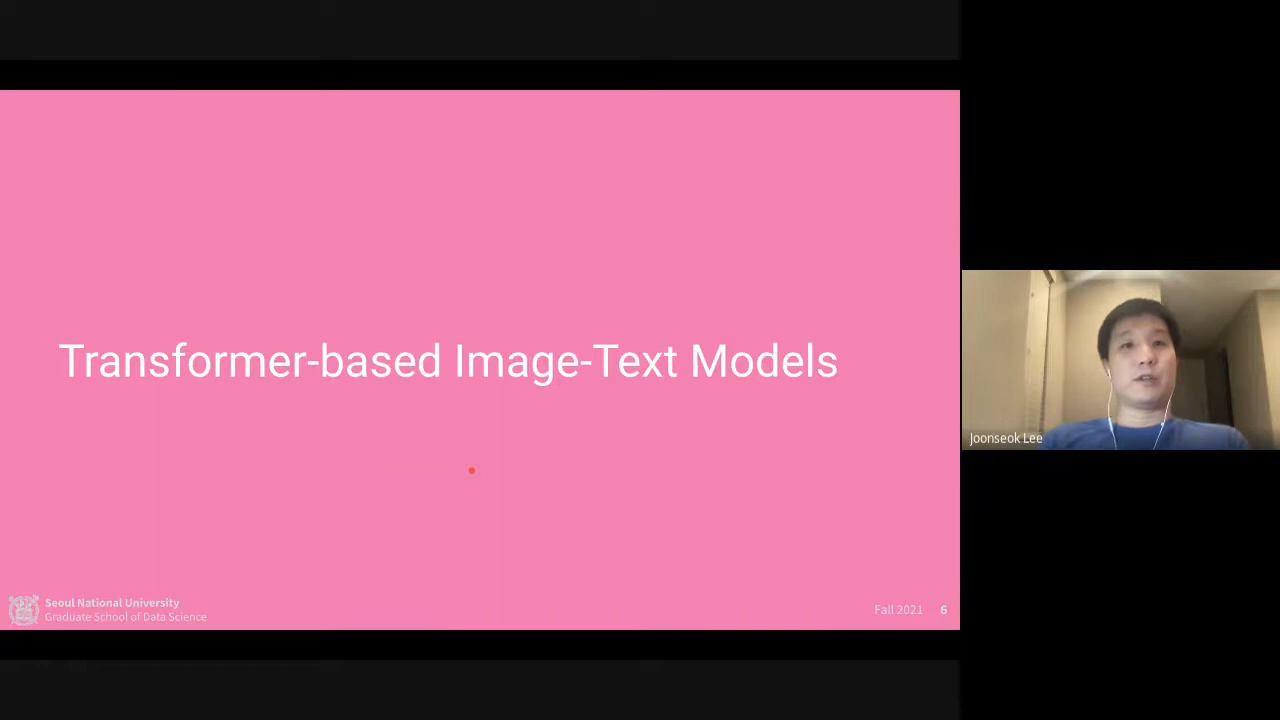 Transformer-based Image-Text Models
Joonseok Lee
Seoul National University
Graduate School of Data Science
Fall 2021 6